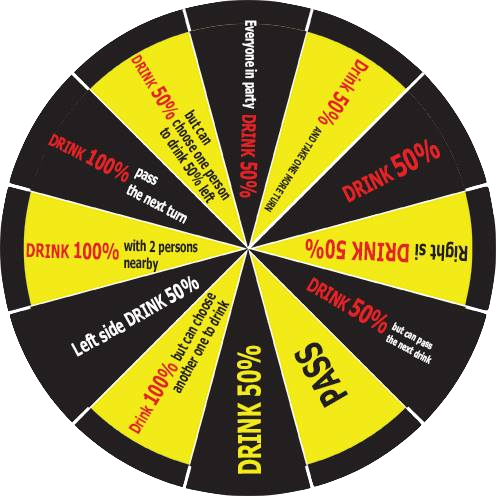 Everyone in party DRINK 50%
Drink 50% AND TAKE ONE MORE TURN
DRINK 50%
Right si DRINK 50%
DRINK 50% but can pass
the next drink
PASS
DRINK 50%
Drink 100% but can choose
another one to drink
Left side DRINK 50%
DRINK 100% with 2 persons
nearby
DRINK 100% pass
the next turn
DRINK 50% but can
choose one person
to drink 50% left